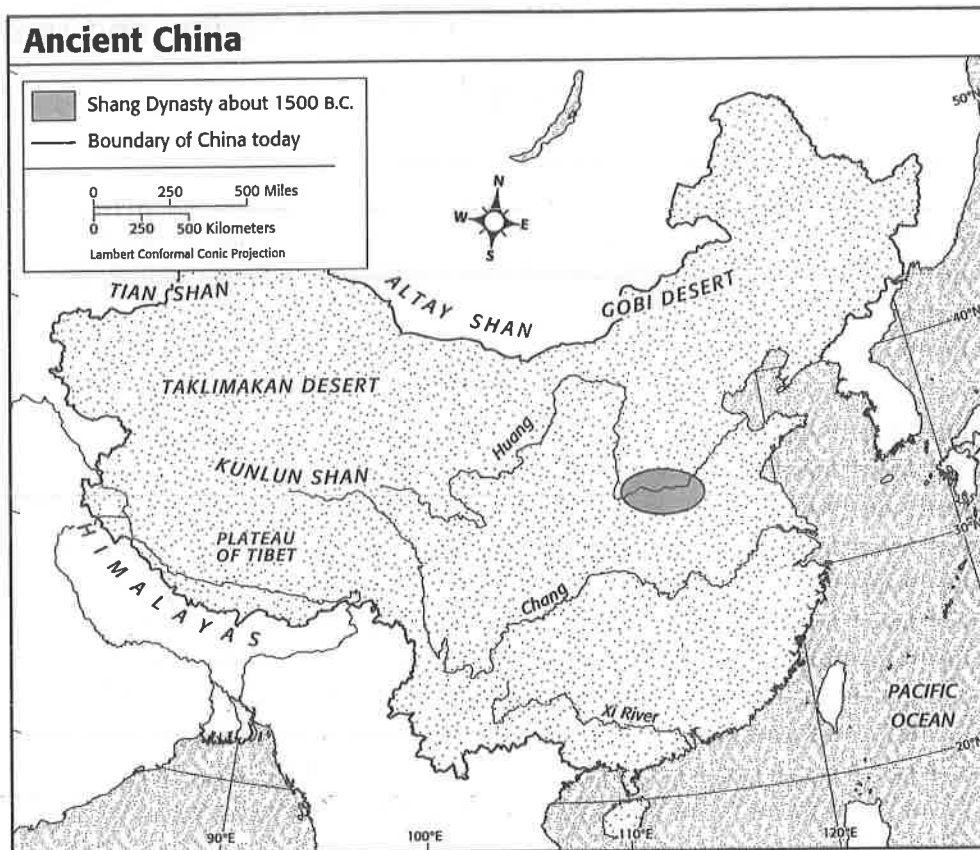 Ancient China
Shang Dynasty about 1500 B.C.
Boundary of China today
0 250 500 Miles
0 250 500 Kilometers
Lambert Conformal Conic Projection
N
W E
S
50°N
TIAN SHAN
ALTAY SHAN
GOBI DESERT
40°N
TAKLIMAKAN DESERT
Huang
KUNLUN SHAN
PLATEAU
OF TIBET
HIMALAYAS
Chang
Xi River
PACIFIC
OCEAN
20°N
90°E
100°E
110°E
120°E